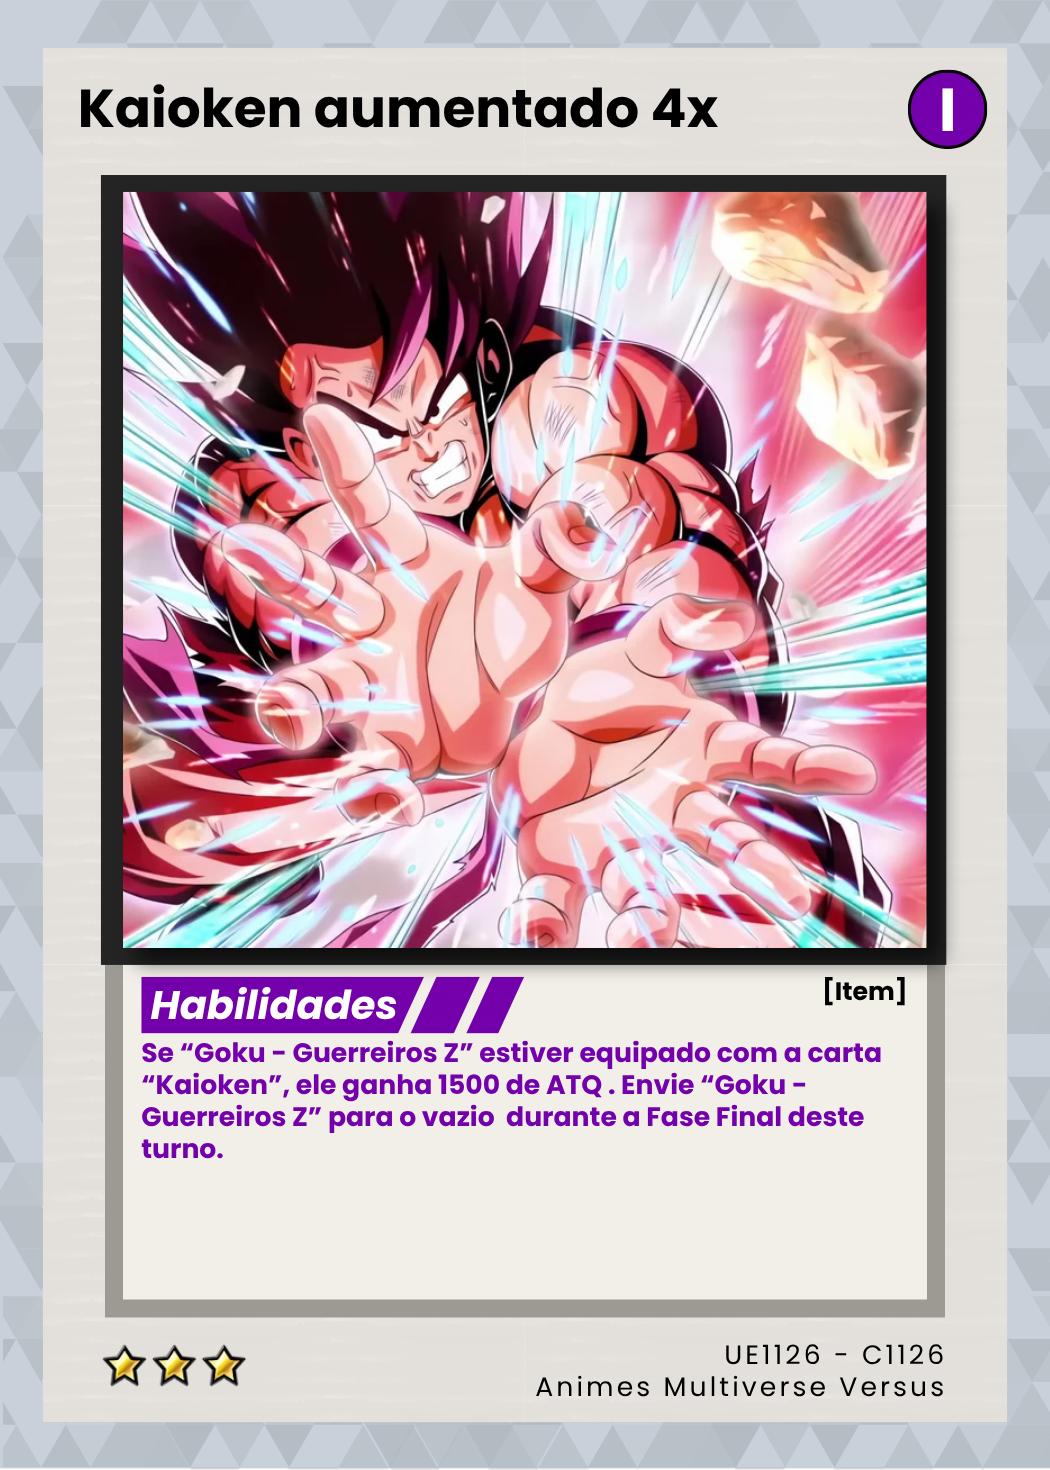 Kaioken aumentado 4x
I
Habilidades
[Item]
Se “Goku - Guerreiros Z” estiver equipado com a carta
“Kaioken”, ele ganha 1500 de ATQ . Envie “Goku -
Guerreiros Z” para o vazio  durante a Fase Final deste
turno.
UE1126 - C1126
Animes Multiverse Versus